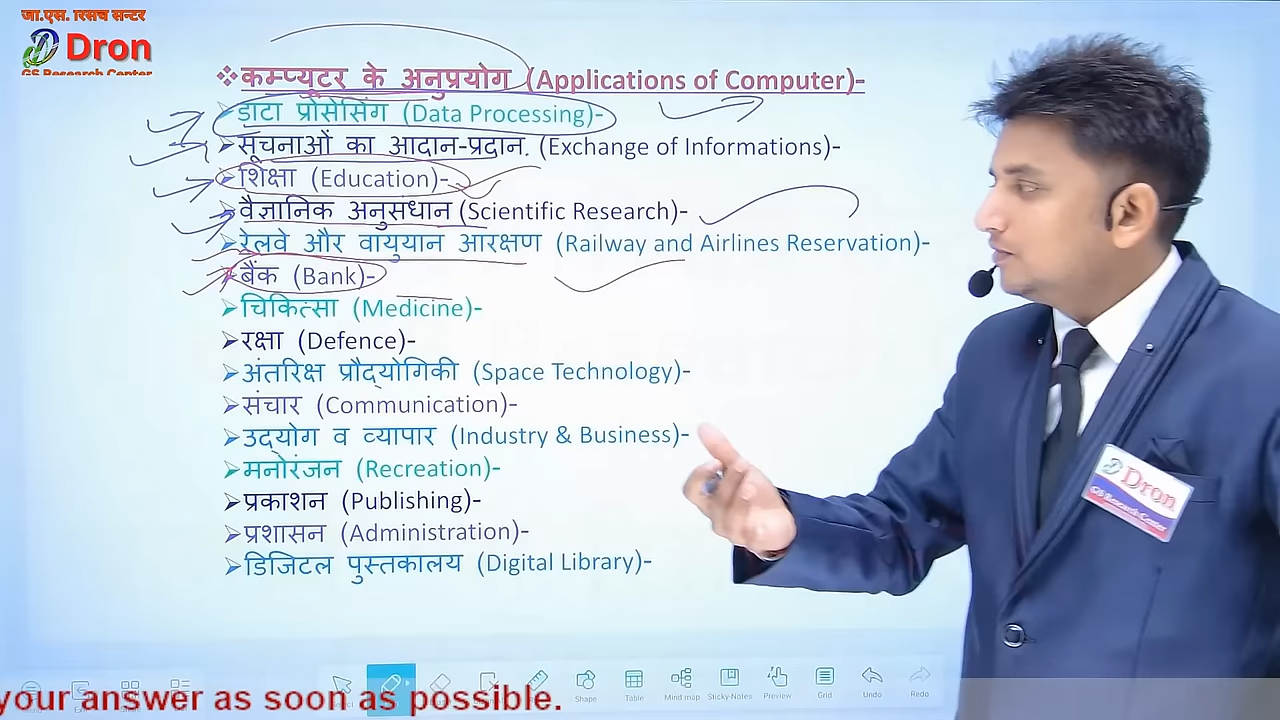 जी.एस. रिसर्च सेन्टर
Dron
GS Research Center
❖कम्प्यूटर के अनुप्रयोग (Applications of Computer)-
➢डाटा प्रोसेसिंग (Data Processing)-
➢सूचनाओं का आदान-प्रदान. (Exchange of Informations)-
➢शिक्षा (Education)-
➢वैज्ञानिक अनुसंधान (Scientific Research)-
➢रेलवे और वायुयान आरक्षण (Railway and Airlines Reservation)-
➢बैंक (Bank)-
➢चिकित्सा (Medicine)-
➢रक्षा (Defence)-
➢अंतरिक्ष प्रौद्योगिकी (Space Technology)-
➢संचार (Communication)-
➢उद्योग व व्यापार (Industry & Business)-
➢मनोरंजन (Recreation)-
➢प्रकाशन (Publishing)-
➢प्रशासन (Administration)-
➢डिजिटल पुस्तकालय (Digital Library)-
Dron
GS Research Center
Shape Table Mind map Sticky-Notes Preview Grid Undo Redo
your answer as soon as possible.